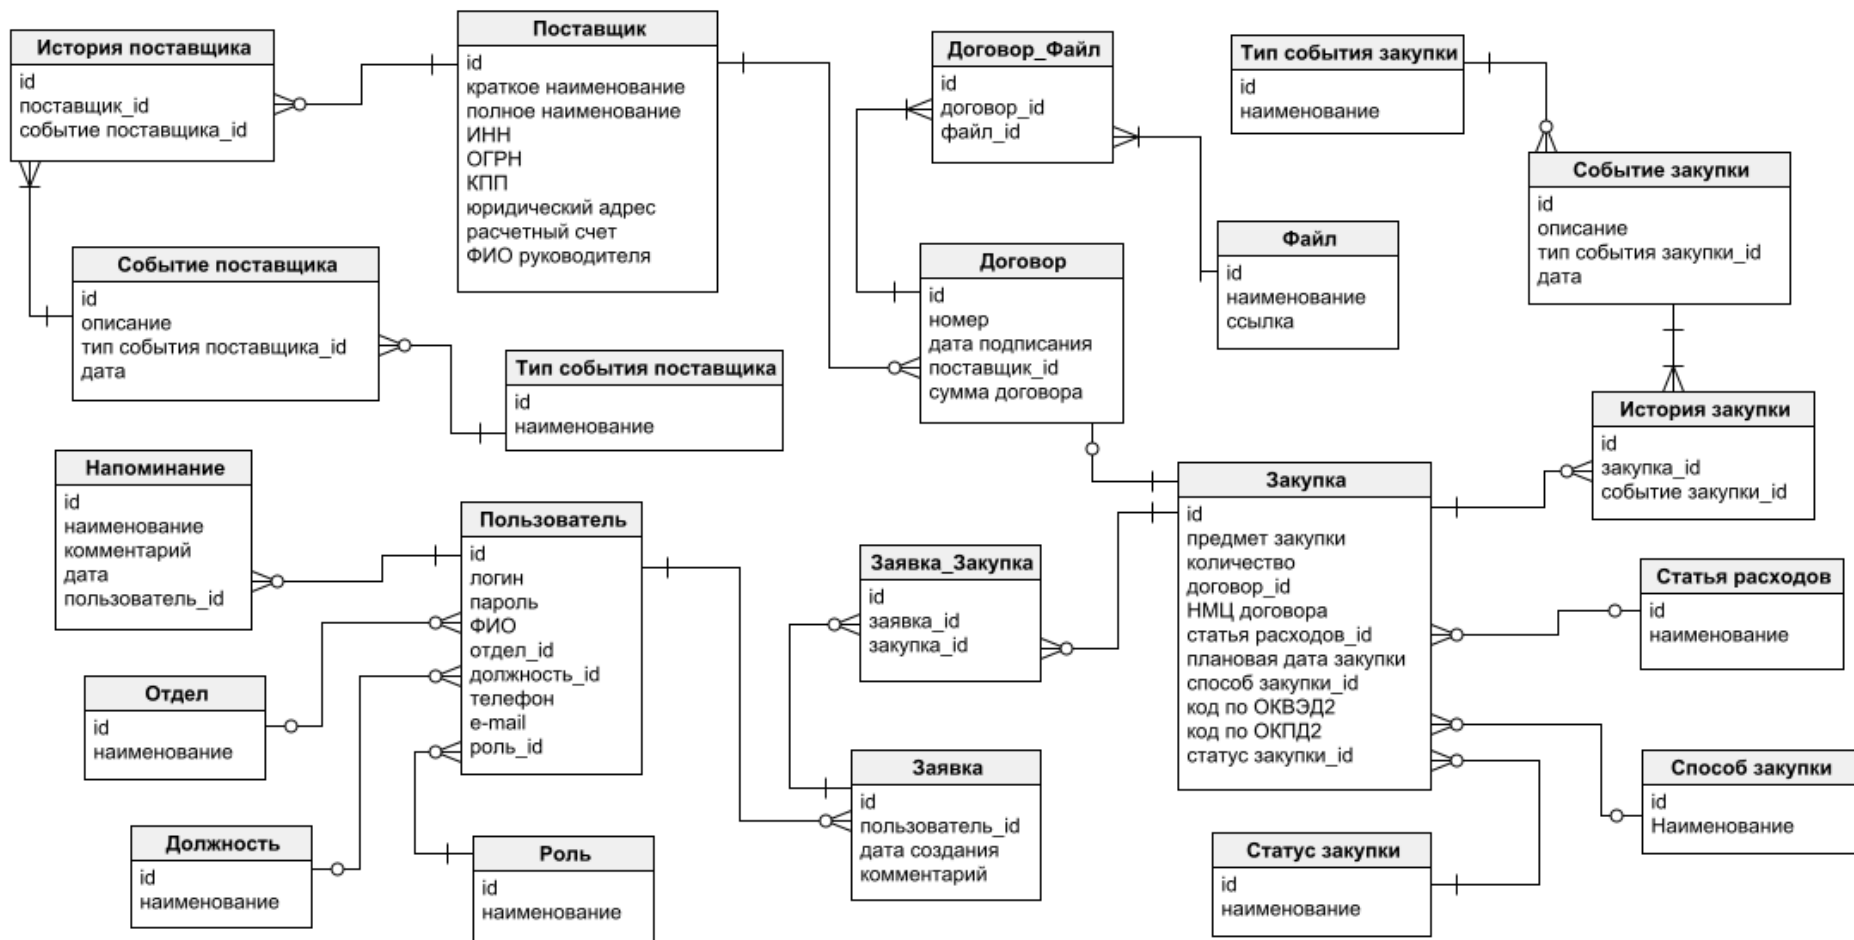 История поставщика
id
поставщик_id
событие поставщика_id
Поставщик
id
краткое наименование
полное наименование
ИНН
ОГРН
КПП
юридический адрес
расчетный счет
ФИО руководителя
Договор_Файл
id
договор_id
файл_id
Тип события закупки
id
наименование
Событие закупки
id
описание
тип события закупки_id
дата
Событие поставщика
id
описание
тип события поставщика_id
дата
Договор
id
номер
дата подписания
поставщик_id
сумма договора
Файл
id
наименование
ссылка
Тип события поставщика
id
наименование
История закупки
id
закупка_id
событие закупки_id
Напоминание
id
наименование
комментарий
дата
пользователь_id
Пользователь
id
логин
пароль
ФИО
отдел_id
должность_id
телефон
e-mail
роль_id
Заявка_Закупка
id
заявка_id
закупка_id
Закупка
id
предмет закупки
количество
договор_id
НМЦ договора
статья расходов_id
плановая дата закупки
способ закупки_id
код по ОКВЭД2
код по ОКПД2
статус закупки_id
Статья расходов
id
наименование
Отдел
id
наименование
Заявка
id
пользователь_id
дата создания
комментарий
Способ закупки
id
Наименование
Должность
id
наименование
Роль
id
наименование
Статус закупки
id
наименование